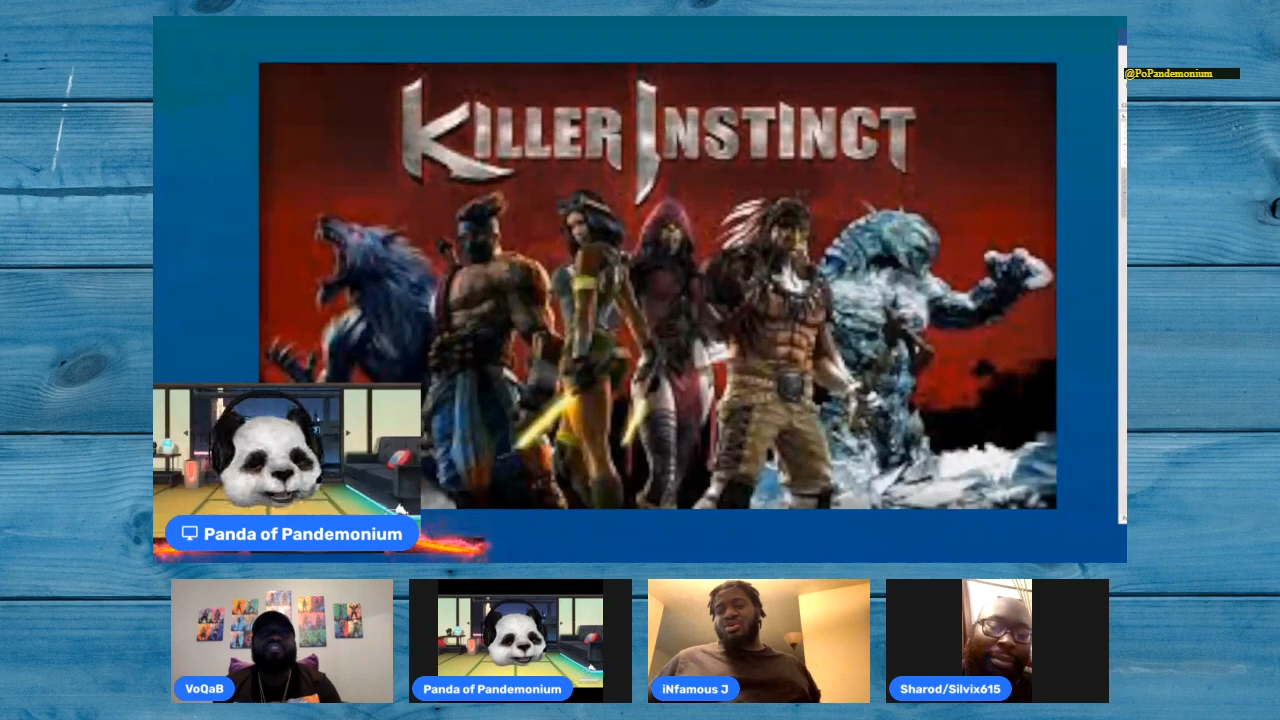 KILLER INSTINCT
@PoPandemonium
Panda of Pandemonium
VoQaB
Panda of Pandemonium
iNfamous J
Sharod/Silvix615